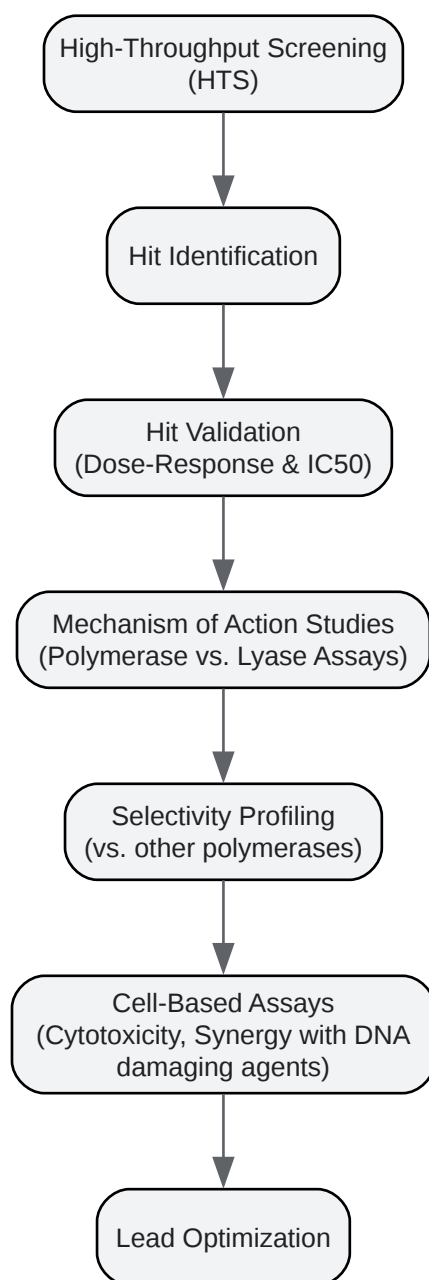 High-Throughput Screening
(HTS)
Hit Identification
Hit Validation
(Dose-Response & IC50)
Mechanism of Action Studies
(Polymerase vs. Lyase Assays)
Selectivity Profiling
(vs. other polymerases)
Cell-Based Assays
(Cytotoxicity, Synergy with DNA
damaging agents)
Lead Optimization